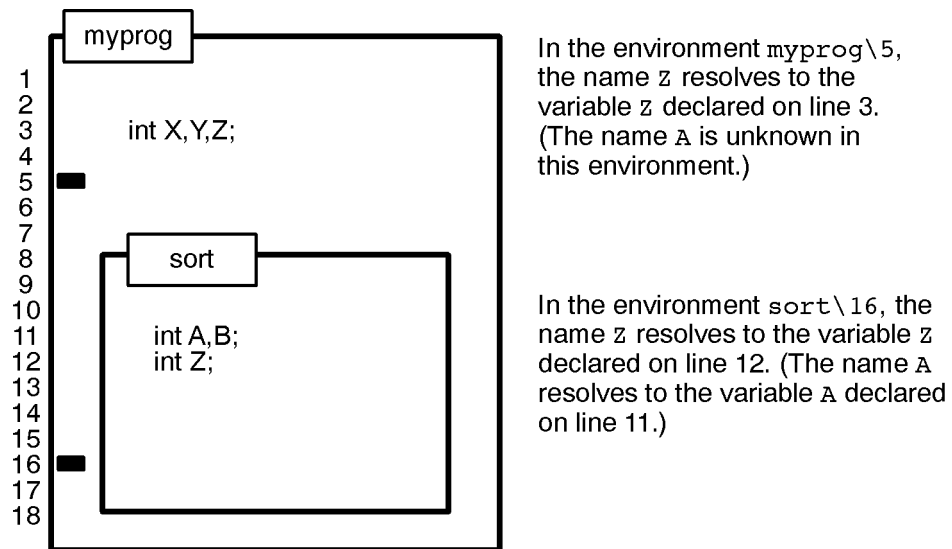 myprog
1
2
3 int X,Y,Z;
4
5
6
7
8 sort
9
10
11 int A,B;
12 int Z;
13
14
15
16
17
18
In the environment myprog\5,
the name Z resolves to the
variable Z declared on line 3.
(The name A is unknown in
this environment.)
In the environment sort\16, the
name Z resolves to the variable Z
declared on line 12. (The name A
resolves to the variable A declared
on line 11.)